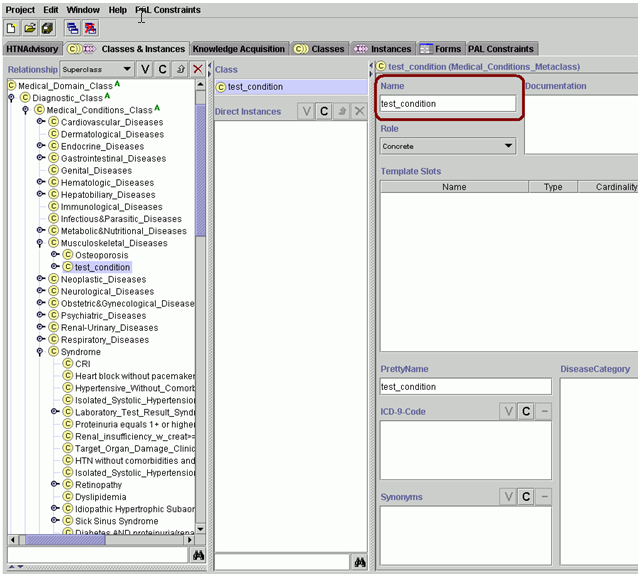 Project Edit Window Help PAL Constraints
HTNAdvisory Classes & Instances Knowledge Acquisition Classes Instances Forms PAL Constraints
Relationship Superclass V C
Medical_Domain_Class A
Diagnostic_Class A
Medical_Conditions_Class A
Cardiovascular_Diseases
Dermatological_Diseases
Endocrine_Diseases
Gastrointestinal_Diseases
Genital_Diseases
Hematologic_Diseases
Hepatobiliary_Diseases
Immunological_Diseases
Infectious&Parasitic_Diseases
Metabolic&Nutritional_Diseases
Musculoskeletal_Diseases
Osteoporosis
test_condition
Neoplastic_Diseases
Neurological_Diseases
Obstetric&Gynecological_Disease
Psychiatric_Diseases
Renal-Urinary_Diseases
Respiratory_Diseases
Syndrome
CRI
Heart block without pacemaker
Hypertensive_Without_Comorb
Isolated_Systolic_Hypertension
Laboratory_Test_Result_Syndr
Proteinuria equals 1+ or higher
Renal_insufficiency_w_creat>=
Target_Organ_Damage_Clinic
HTN without comorbidities and
Isolated_Systolic_Hypertension
Retinopathy
Dyslipidemia
Idiopathic Hypertrophic Subaor
Sick Sinus Syndrome
Diabetes AND proteinuria/rena
Class
test_condition
Direct Instances V C
test_condition (Medical_Conditions_Metaclass)
Name
test_condition
Documentation
Role
Concrete
Template Slots
Name Type Cardinality
PrettyName
test_condition
DiseaseCategory
ICD-9-Code V C –
Synonyms V C –